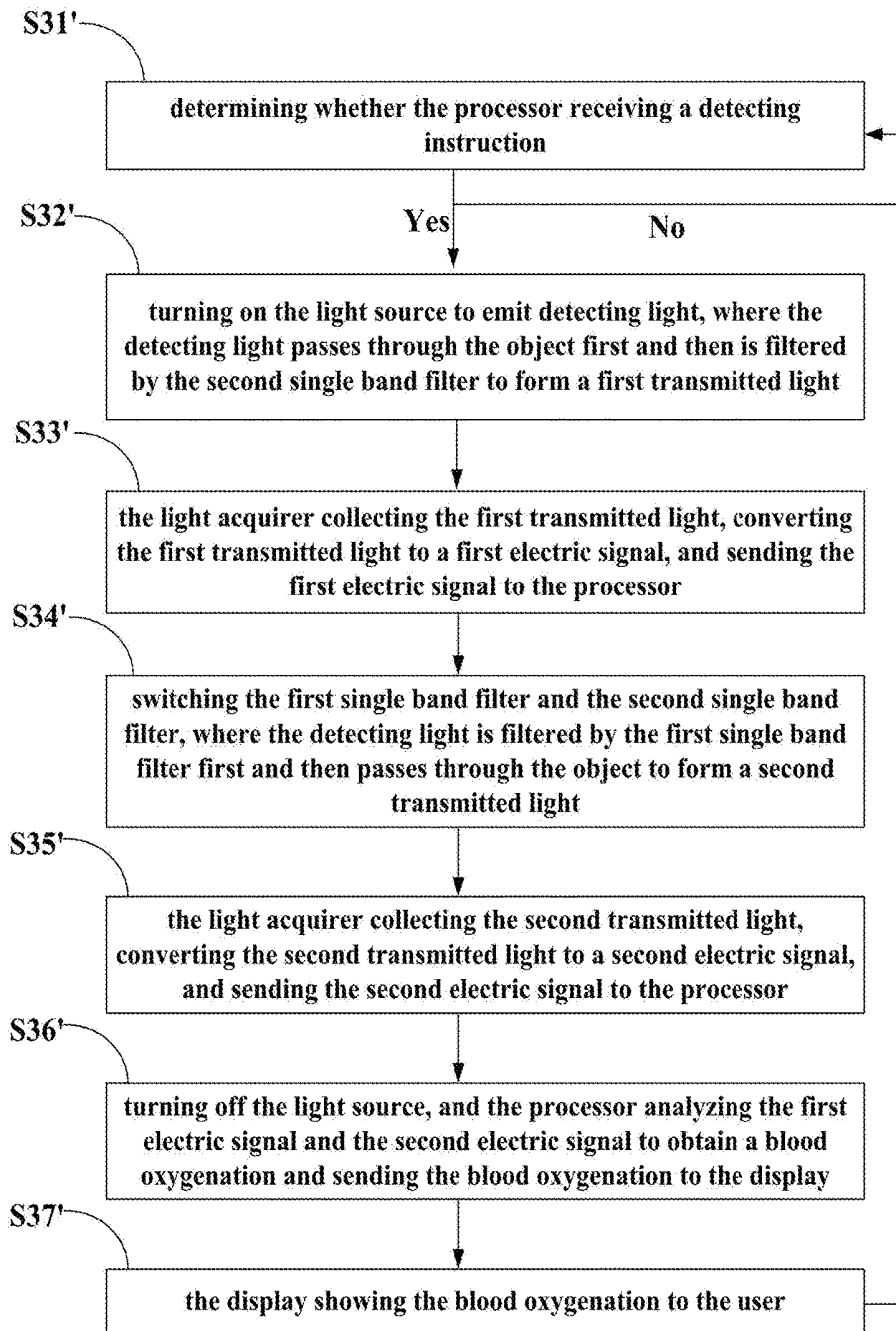 S31'
determining whether the processor receiving a detecting
instruction
Yes
No
S32'
turning on the light source to emit detecting light, where the
detecting light passes through the object first and then is filtered
by the second single band filter to form a first transmitted light
S33'
the light acquirer collecting the first transmitted light, converting
the first transmitted light to a first electric signal, and sending the
first electric signal to the processor
S34'
switching the first single band filter and the second single band
filter, where the detecting light is filtered by the first single band
filter first and then passes through the object to form a second
transmitted light
S35'
the light acquirer collecting the second transmitted light,
converting the second transmitted light to a second electric signal,
and sending the second electric signal to the processor
S36'
turning off the light source, and the processor analyzing the first
electric signal and the second electric signal to obtain a blood
oxygenation and sending the blood oxygenation to the display
S37'
the display showing the blood oxygenation to the user